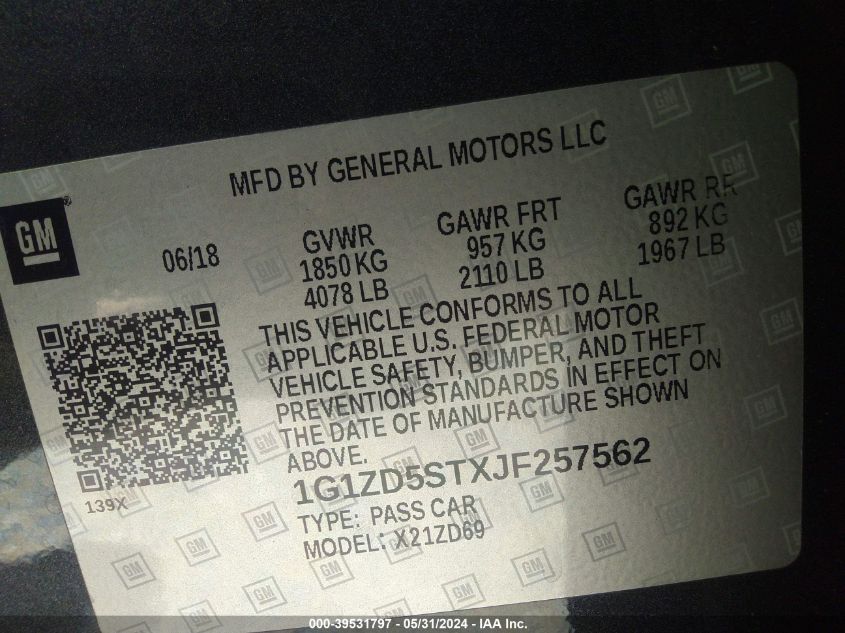 MFD BY GENERAL MOTORS LLC
GM
06/18
GVWR
1850 KG
4078 LB
GAWR FRT
957 KG
2110 LB
GAWR RR
892 KG
1967 LB
THIS VEHICLE CONFORMS TO ALL
APPLICABLE U.S. FEDERAL MOTOR
VEHICLE SAFETY, BUMPER, AND THEFT
PREVENTION STANDARDS IN EFFECT ON
THE DATE OF MANUFACTURE SHOWN
ABOVE.
1G1ZD5STXJF257562
139X
TYPE: PASS CAR
MODEL: X21ZD69
000-39531797 - 05/31/2024 - IAA Inc.